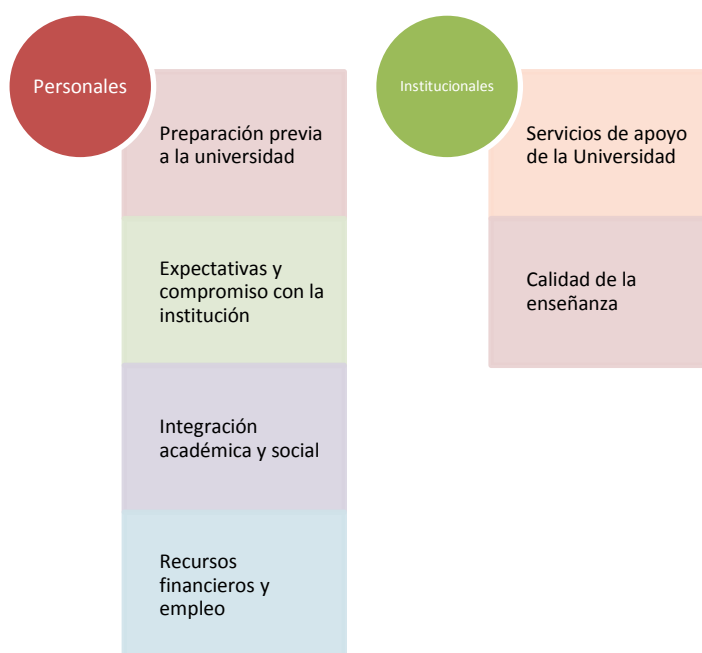 Personales
Preparación previa
a la universidad
Expectativas y
compromiso con la
institución
Integración
académica y social
Recursos
financieros y
empleo
Institucionales
Servicios de apoyo
de la Universidad
Calidad de la
enseñanza